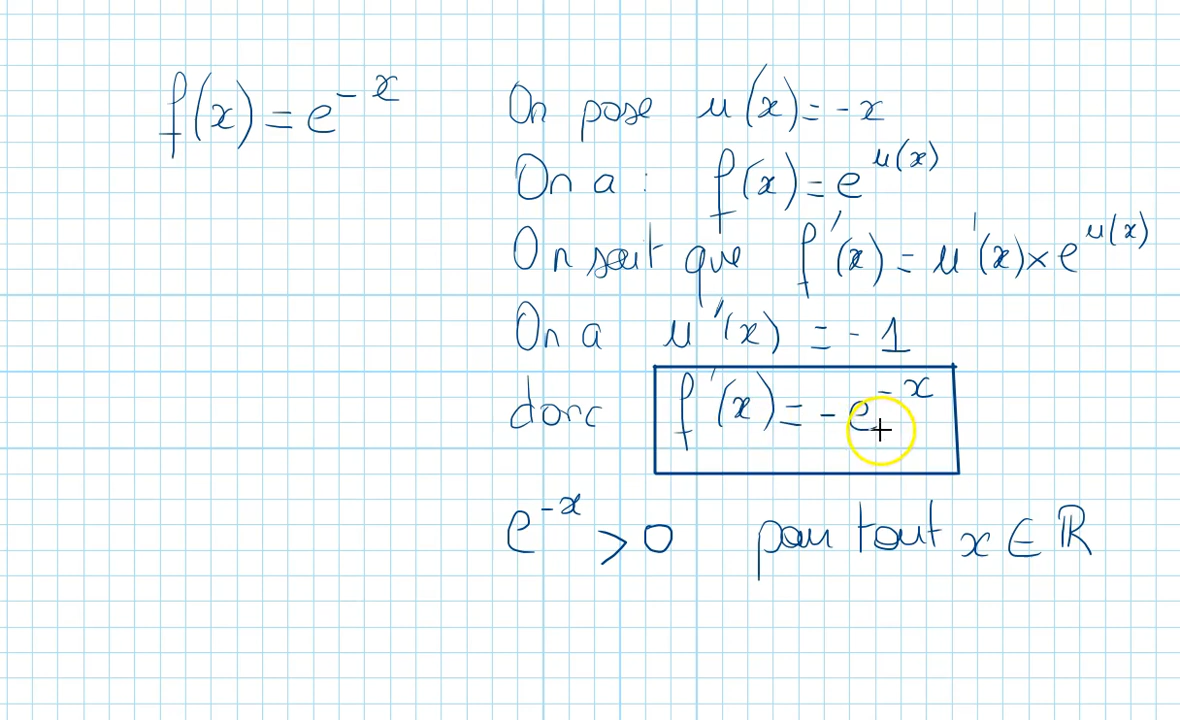 f(x) = e^{-x}
On pose u(x) = -x
On a : f(x) = e^{u(x)}
On sait que f'(x) = u'(x) × e^{u(x)}
On a u'(x) = -1
donc f'(x) = -e^{-x}
e^{-x} > 0 pour tout x ∈ ℝ